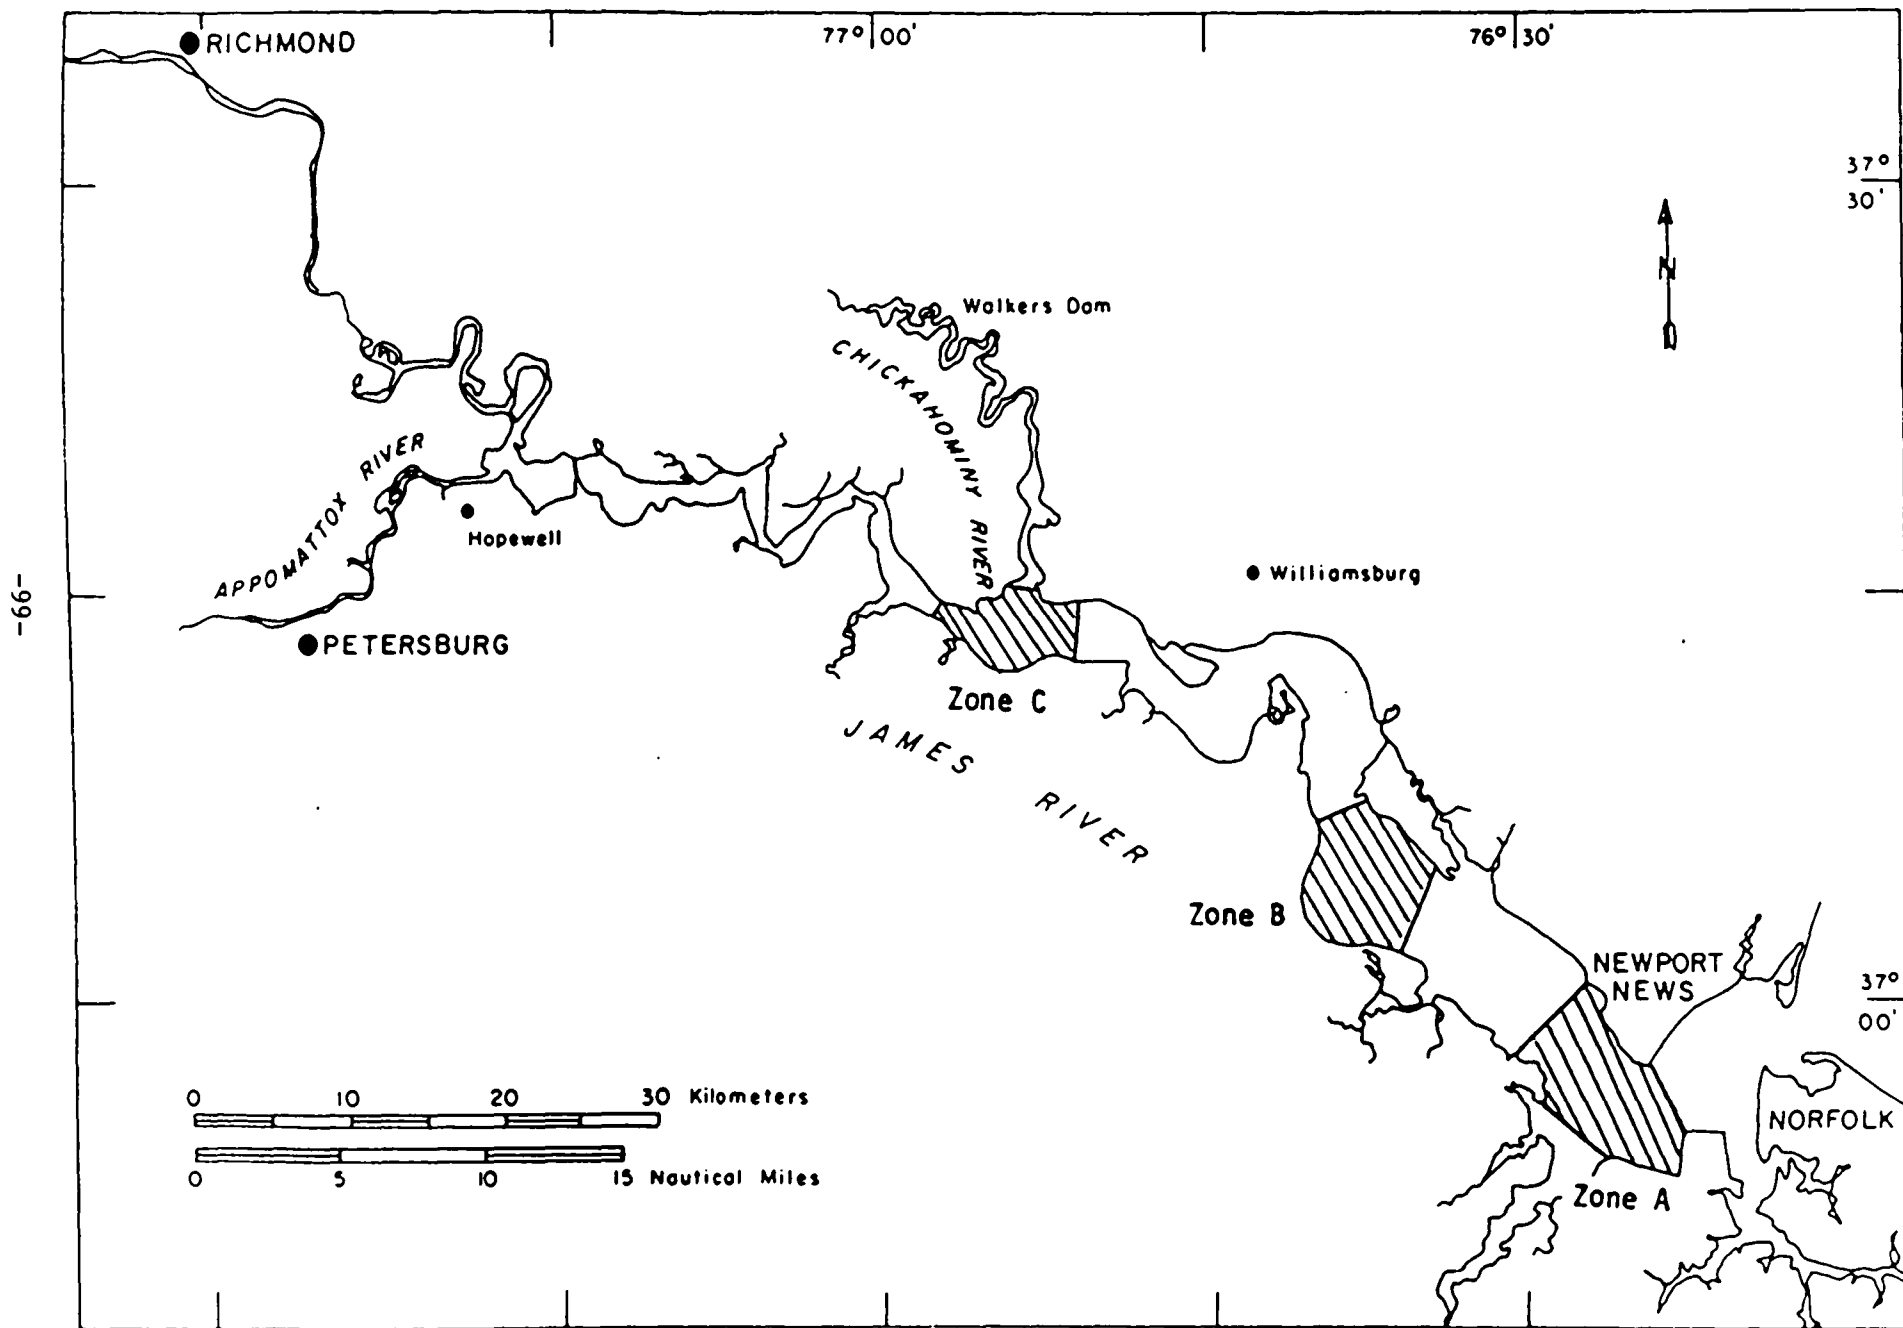 RICHMOND
77° 00'
76° 30'
37°
30'
N
Walkers Dam
CHICKAHOMINY RIVER
APPOMATTOX RIVER
Hopewell
Williamsburg
-66-
PETERSBURG
Zone C
JAMES RIVER
Zone B
NEWPORT
NEWS
37°
00'
0 10 20 30 Kilometers
NORFOLK
0 5 10 15 Nautical Miles
Zone A